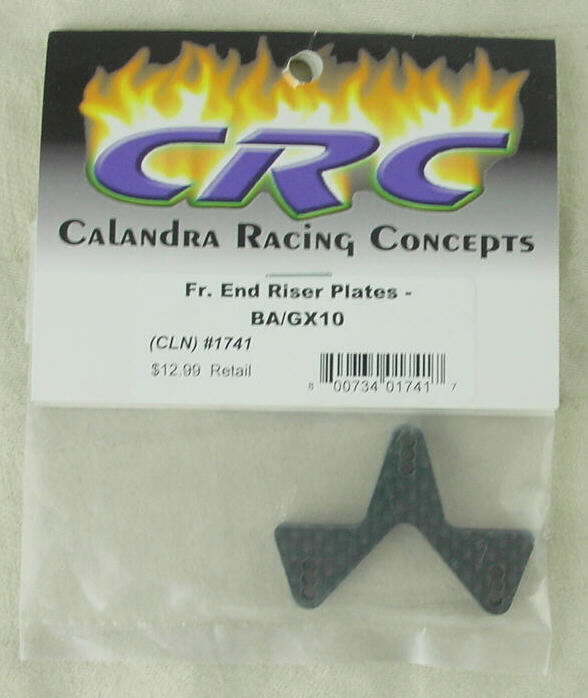 CRC
Calandra Racing Concepts
Fr. End Riser Plates -
BA/GX10
(CLN) #1741
$12.99 Retail
8 00734 01741 7